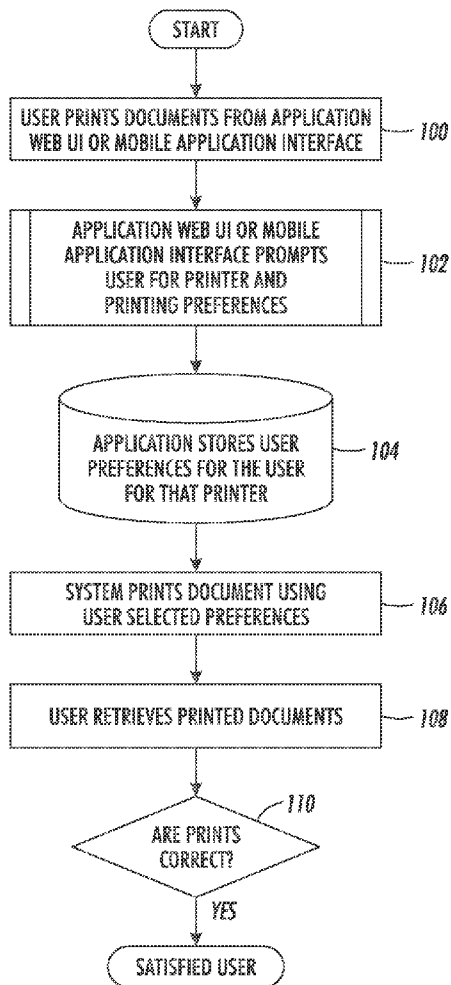 START
USER PRINTS DOCUMENTS FROM APPLICATION
WEB UI OR MOBILE APPLICATION INTERFACE
100
APPLICATION WEB UI OR MOBILE
APPLICATION INTERFACE PROMPTS
USER FOR PRINTER AND
PRINTING PREFERENCES
102
APPLICATION STORES USER
PREFERENCES FOR THE USER
FOR THAT PRINTER
104
SYSTEM PRINTS DOCUMENT USING
USER SELECTED PREFERENCES
106
USER RETRIEVES PRINTED DOCUMENTS
108
110
ARE PRINTS
CORRECT?
YES
SATISFIED USER